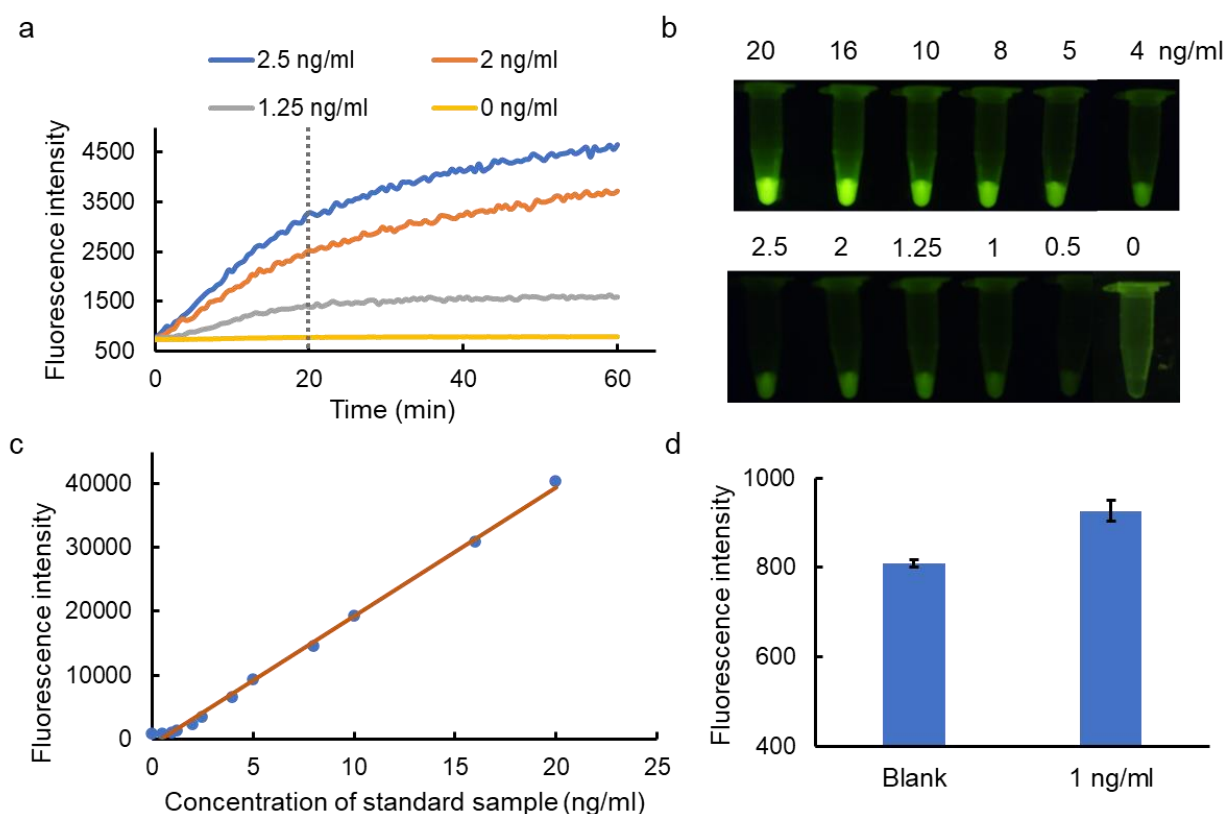 a
2.5 ng/ml 2 ng/ml
1.25 ng/ml 0 ng/ml
Fluorescence intensity
4500
3500
2500
1500
500
0 20 40 60
Time (min)
b
20 16 10 8 5 4 ng/ml
2.5 2 1.25 1 0.5 0
c
Fluorescence intensity
40000
30000
20000
10000
0
0 5 10 15 20 25
Concentration of standard sample (ng/ml)
d
Fluorescence intensity
1000
800
600
400
Blank 1 ng/ml